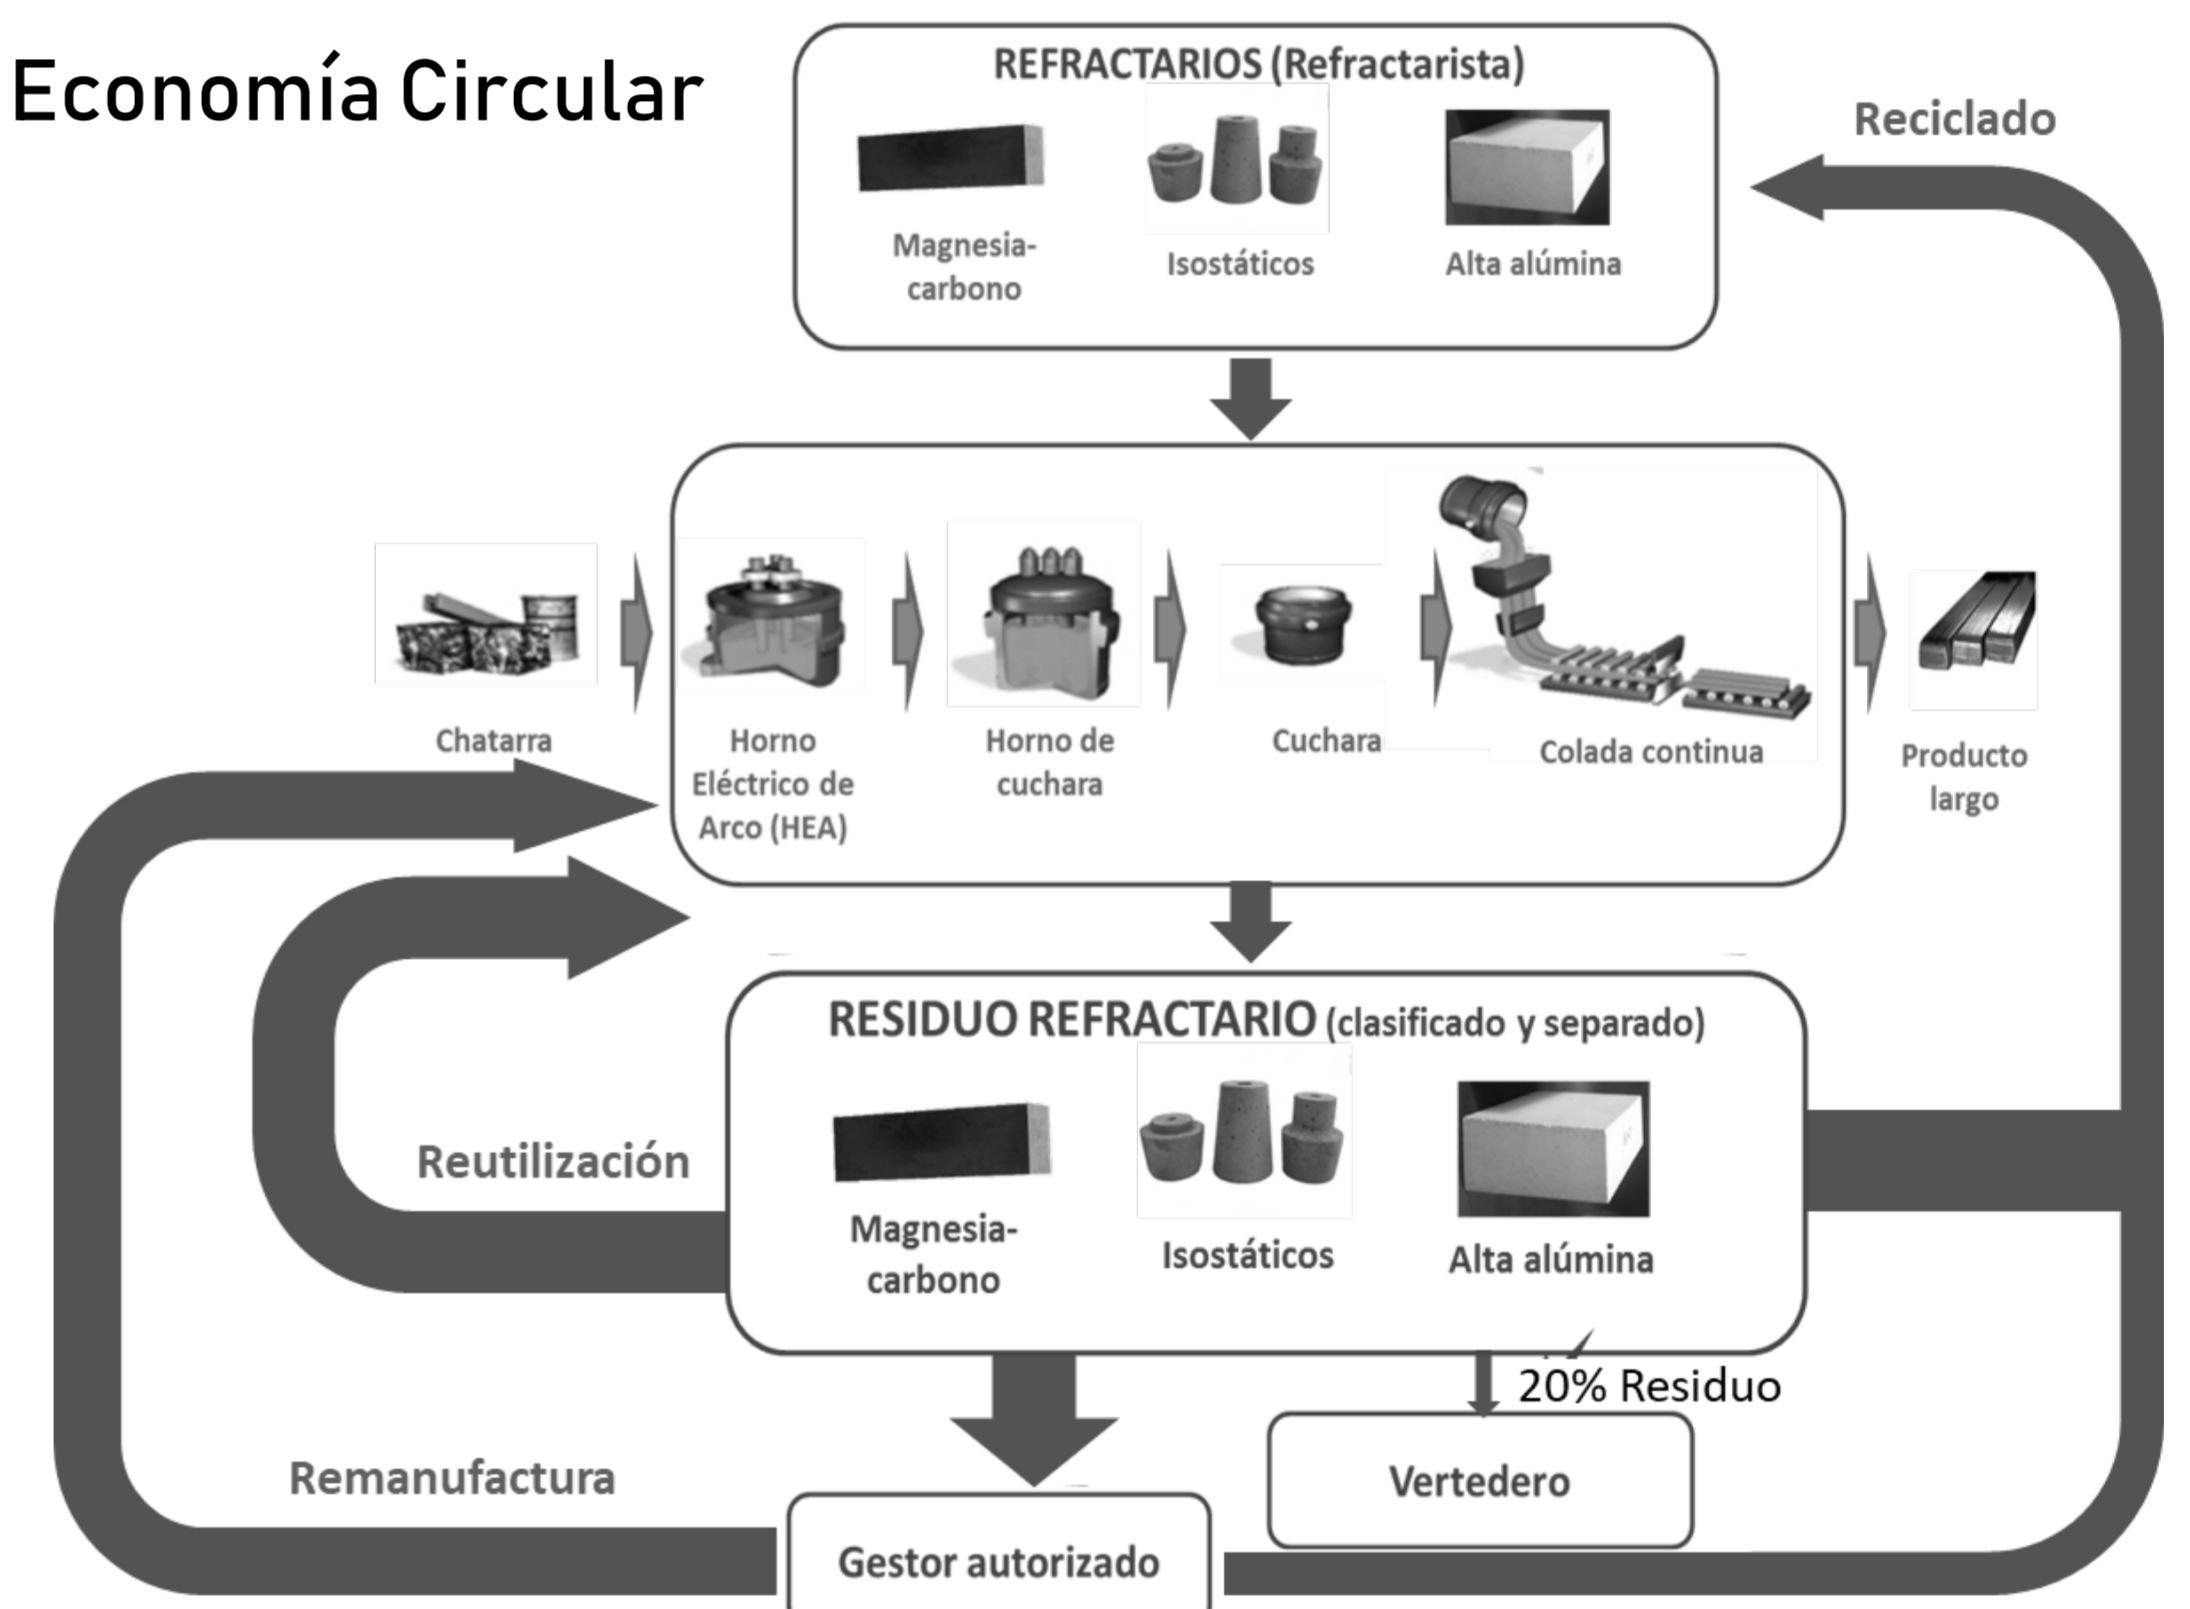 Economía Circular
REFRACTARIOS (Refractarista)
Reciclado
Magnesia-
carbono
Isostáticos
Alta alúmina
Chatarra
Horno
Eléctrico de
Arco (HEA)
Horno de
cuchara
Cuchara
Colada continua
Producto
largo
RESIDUO REFRACTARIO (clasificado y separado)
Reutilización
Magnesia-
carbono
Isostáticos
Alta alúmina
20% Residuo
Vertedero
Remanufactura
Gestor autorizado